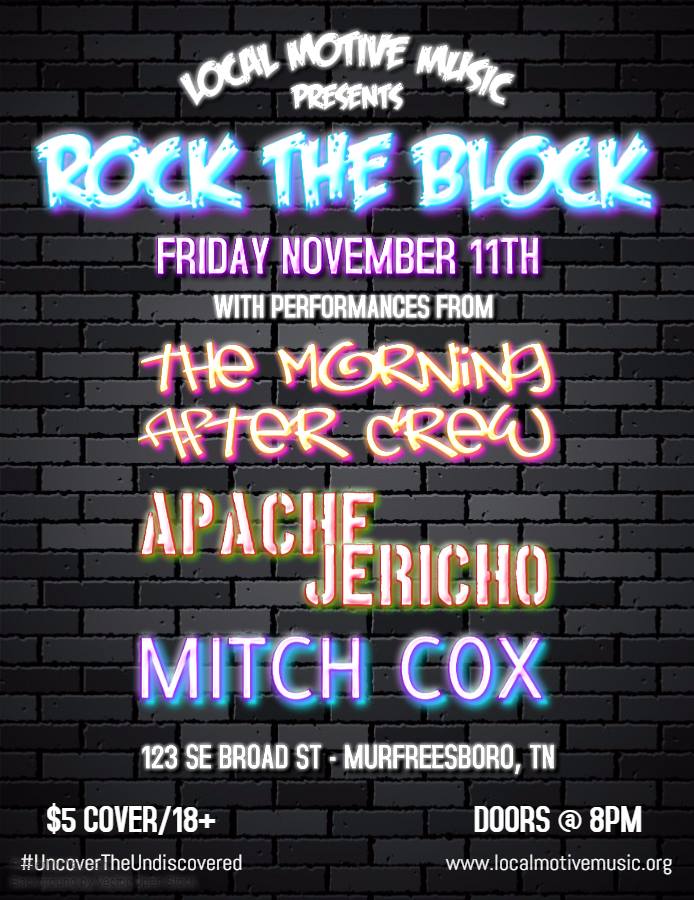 LOCAL MOTIVE MUSIC
PRESENTS
ROCK THE BLOCK
FRIDAY NOVEMBER 11TH
WITH PERFORMANCES FROM
THE MORNING
AFTER CREW
APACHE
JERICHO
MITCH COX
123 SE BROAD ST - MURFREESBORO, TN
$5 COVER/18+
DOORS @ 8PM
#UncoverTheUndiscovered
www.localmotivemusic.org